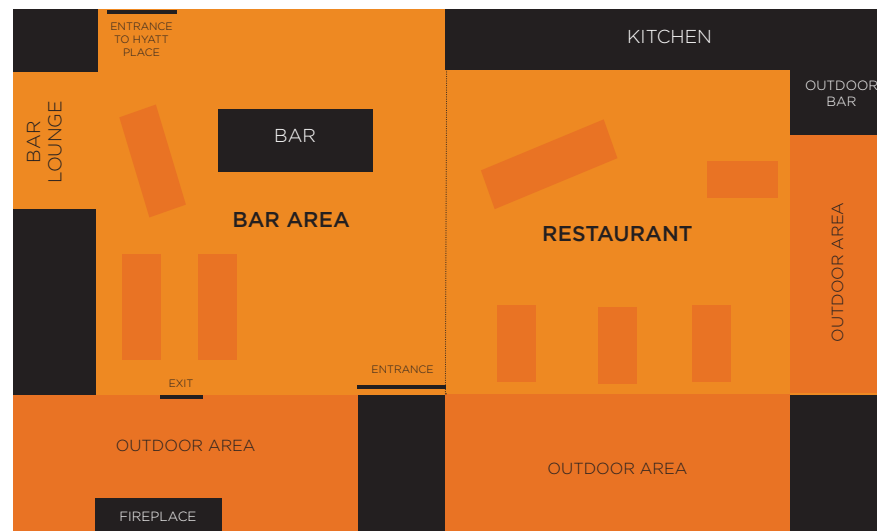 ENTRANCE
TO HYATT
PLACE
KITCHEN
OUTDOOR
BAR
BAR
LOUNGE
BAR
BAR AREA
RESTAURANT
OUTDOOR AREA
ENTRANCE
EXIT
OUTDOOR AREA
OUTDOOR AREA
FIREPLACE